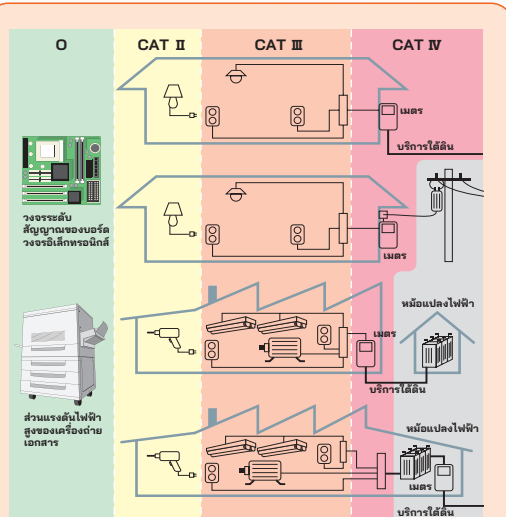 O
CAT II
CAT III
CAT IV
เมตร
บริการใต้ดิน
วงจรระดับ
สัญญาณของบอร์ด
วงจรอิเล็กทรอนิกส์
เมตร
หม้อแปลงไฟฟ้า
เมตร
บริการใต้ดิน
ส่วนแรงดันไฟฟ้า
สูงของเครื่องถ่าย
เอกสาร
หม้อแปลงไฟฟ้า
เมตร
บริการใต้ดิน